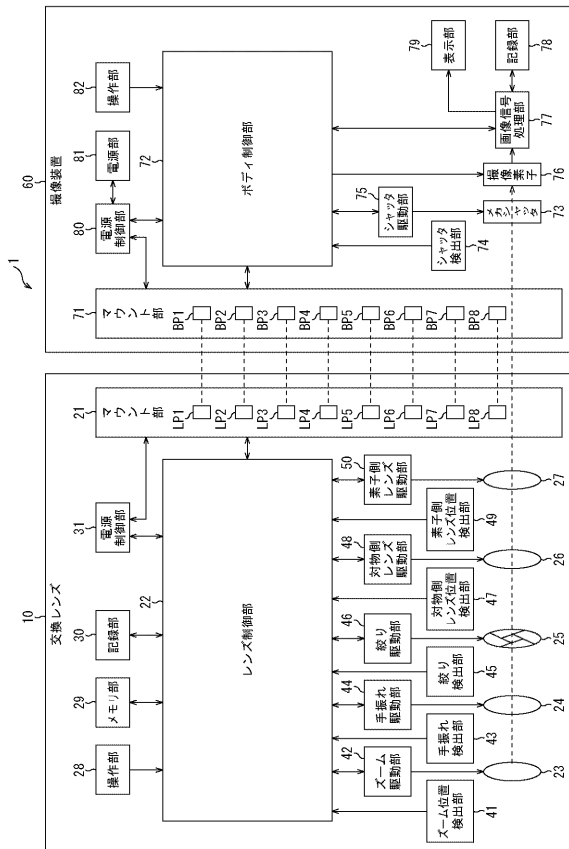 1
10
交換レンズ
28
操作部
29
メモリ部
30
記録部
31
電源
制御部
22
レンズ制御部
21
マウント部
LP1
LP2
LP3
LP4
LP5
LP6
LP7
LP8
41
ズーム位置
検出部
42
ズーム
駆動部
43
手振れ
検出部
44
手振れ
駆動部
45
絞り
検出部
46
絞り
駆動部
47
対物側
レンズ位置
検出部
48
対物側
レンズ
駆動部
49
素子側
レンズ位置
検出部
50
素子側
レンズ
駆動部
23
24
25
26
27
60
撮像装置
71
マウント部
BP1
BP2
BP3
BP4
BP5
BP6
BP7
BP8
80
電源
制御部
81
電源部
82
操作部
72
ボディ制御部
74
シャッタ
検出部
75
シャッタ
駆動部
73
メカシャッタ
76
撮像素子
77
画像信号
処理部
79
表示部
78
記録部